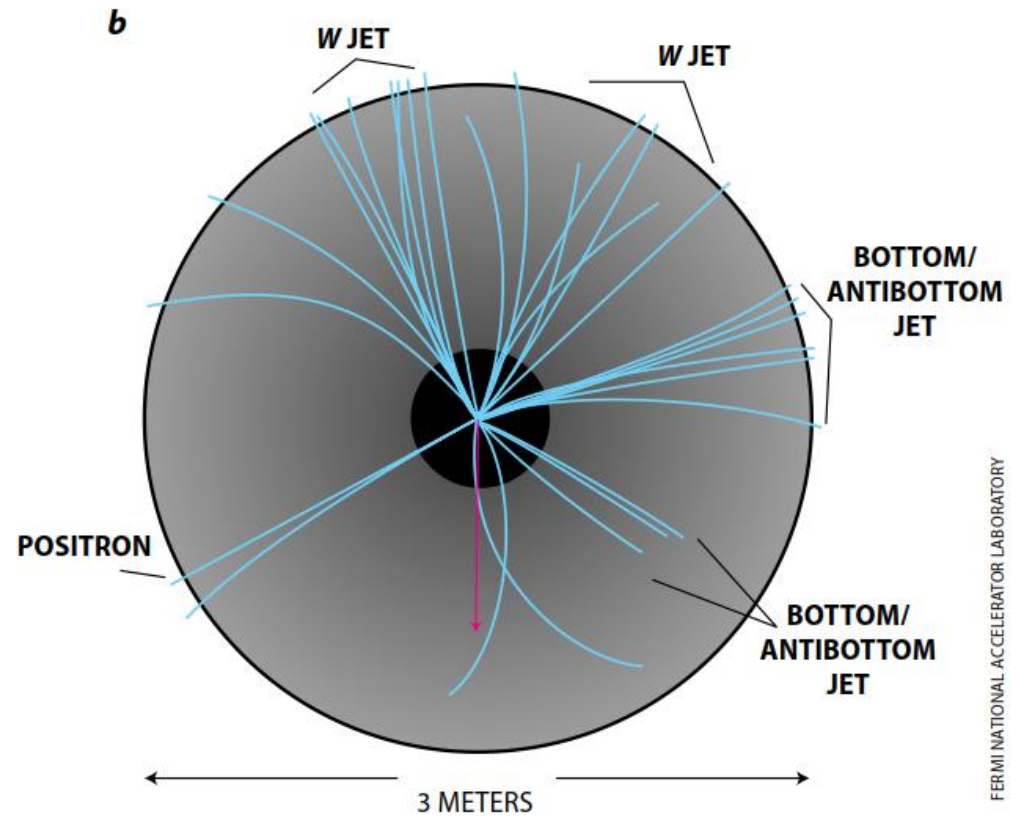 b
W JET
W JET
BOTTOM/
ANTIBOTTOM
JET
POSITRON
BOTTOM/
ANTIBOTTOM
JET
3 METERS
FERMI NATIONAL ACCELERATOR LABORATORY